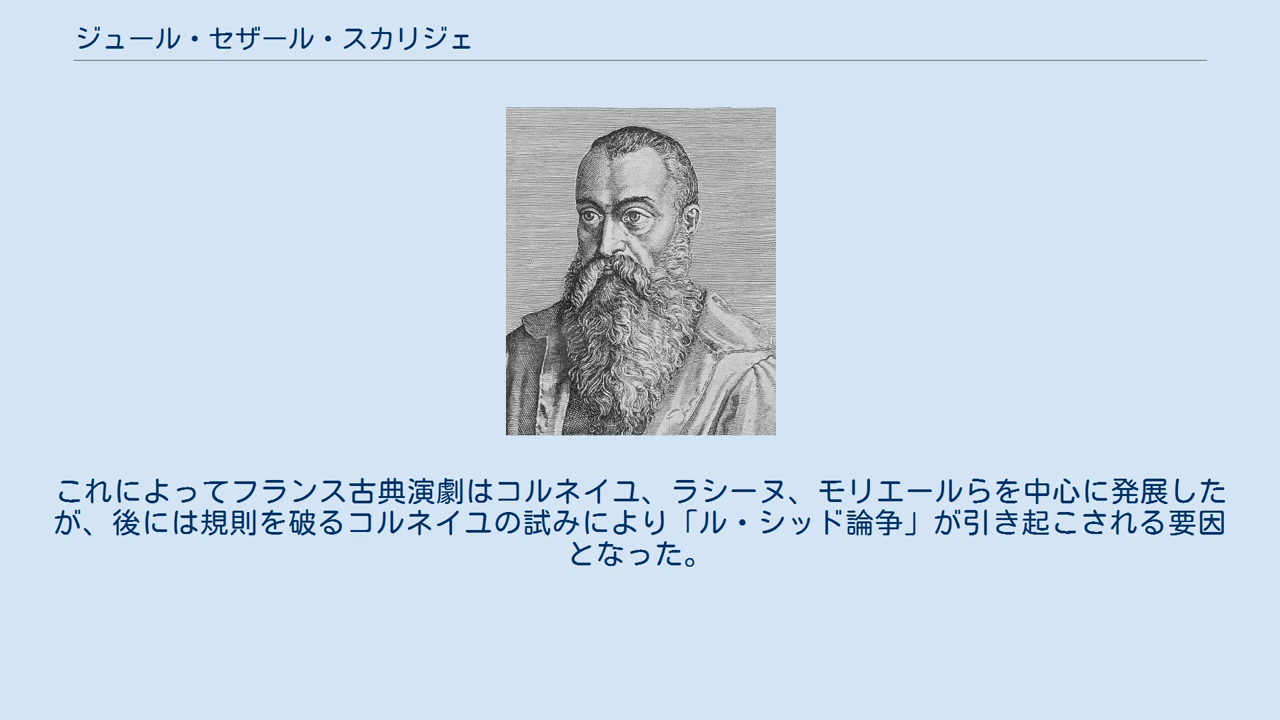 ジュール・セザール・スカリジェ
これによってフランス古典演劇はコルネイユ、ラシーヌ、モリエールらを中心に発展した
が、後には規則を破るコルネイユの試みにより「ル・シッド論争」が引き起こされる要因
となった。